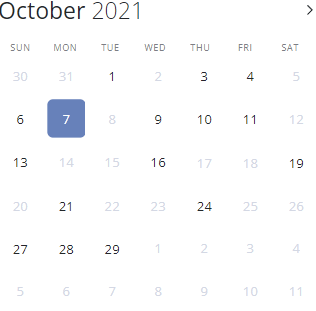 October 2021
SUN MON TUE WED THU FRI SAT
30 31 1 2 3 4 5
6 7 8 9 10 11 12
13 14 15 16 17 18 19
20 21 22 23 24 25 26
27 28 29 1 2 3 4
5 6 7 8 9 10 11